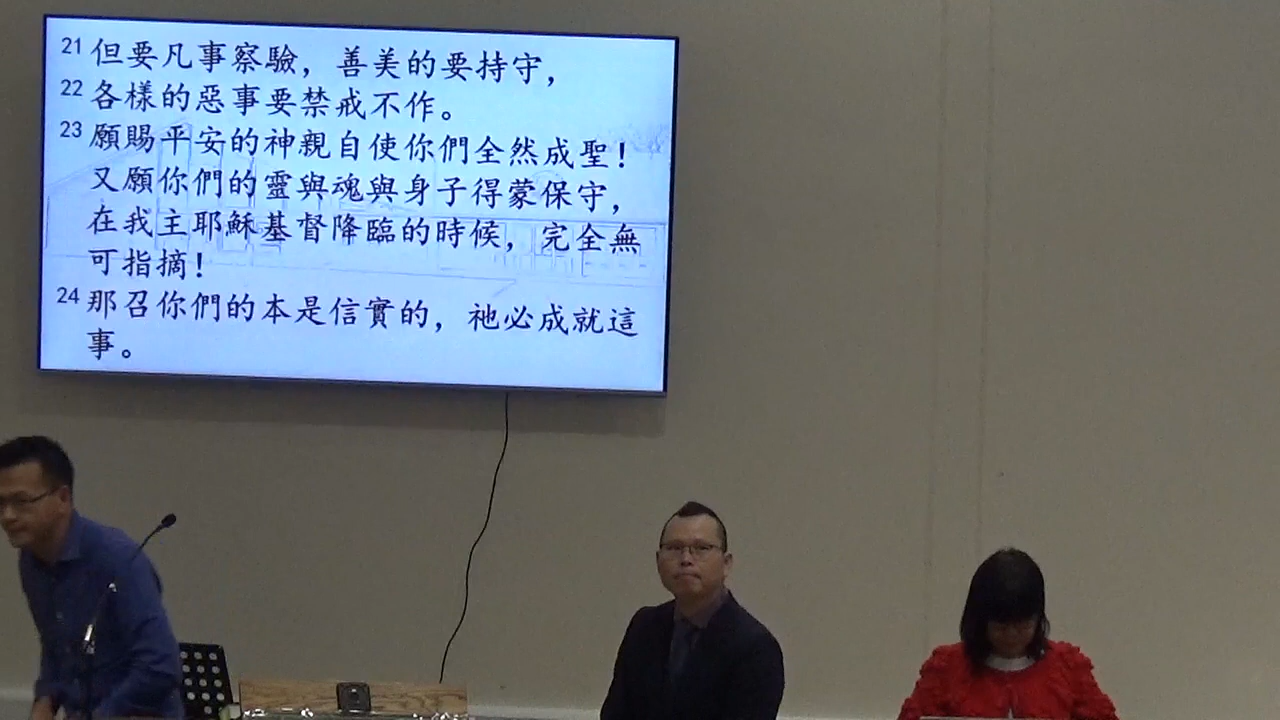 21 但要凡事察驗，善美的要持守，
22 各樣的惡事要禁戒不作。
23 願賜平安的神親自使你們全然成聖！
又願你們的靈與魂與身子得蒙保守，
在我主耶穌基督降臨的時候，完全無
可指摘！
24 那召你們的本是信實的，祂必成就這
事。